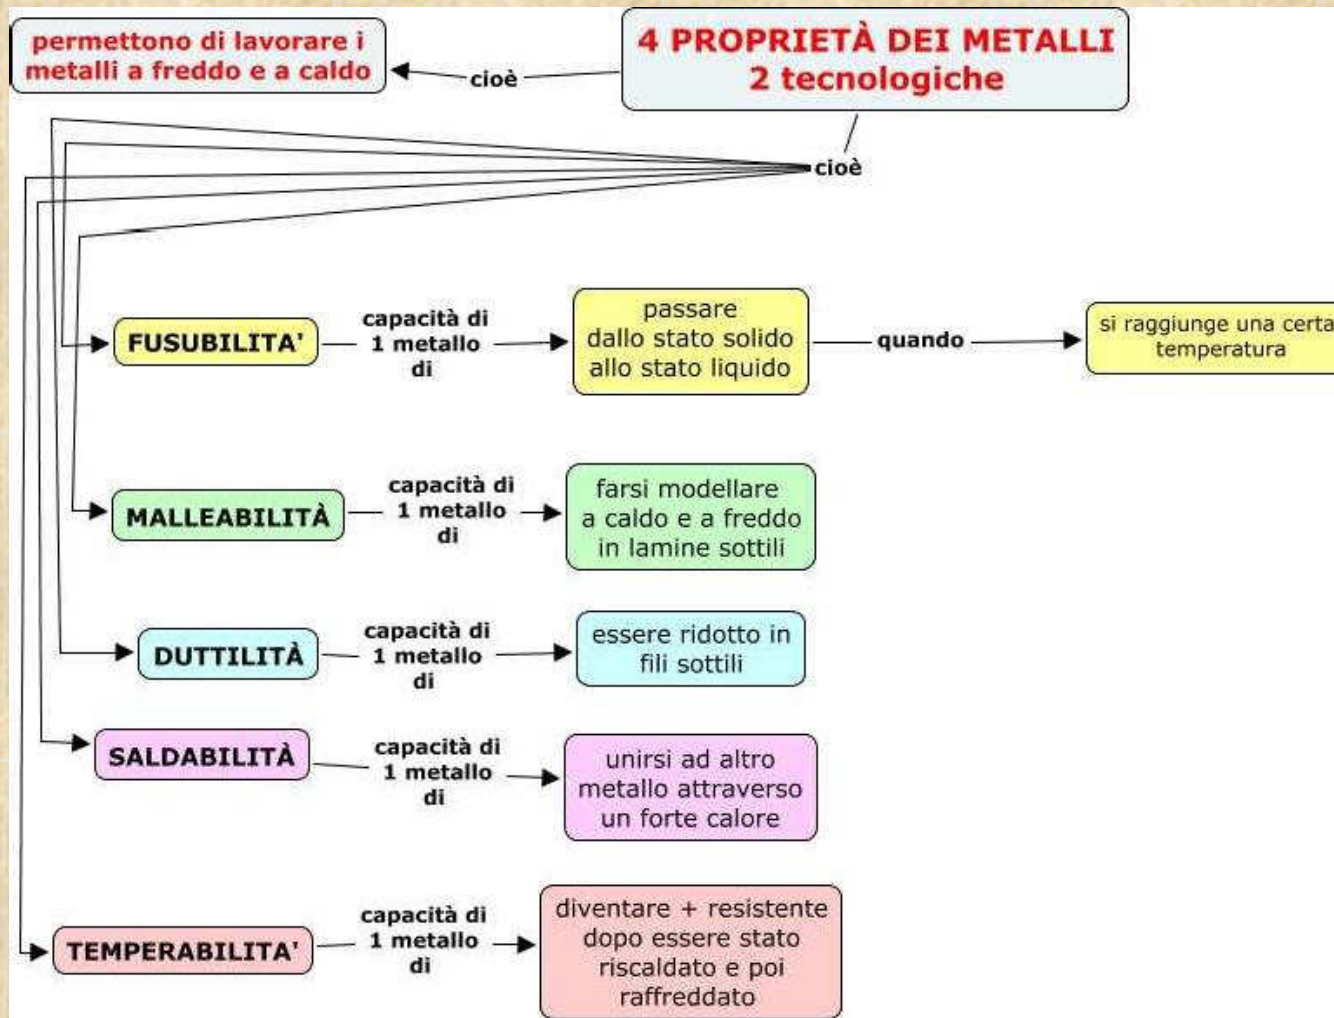 permettono di lavorare i
metalli a freddo e a caldo
cioè
4 PROPRIETÀ DEI METALLI
2 tecnologiche
cioè
FUSUBILITA'
capacità di
1 metallo
di
passare
dallo stato solido
allo stato liquido
quando
si raggiunge una certa
temperatura
MALLEABILITÀ
capacità di
1 metallo
di
farsi modellare
a caldo e a freddo
in lamine sottili
DUTTILITÀ
capacità di
1 metallo
di
essere ridotto in
fili sottili
SALDABILITÀ
capacità di
1 metallo
di
unirsi ad altro
metallo attraverso
un forte calore
TEMPERABILITA'
capacità di
1 metallo
di
diventare + resistente
dopo essere stato
riscaldato e poi
raffreddato